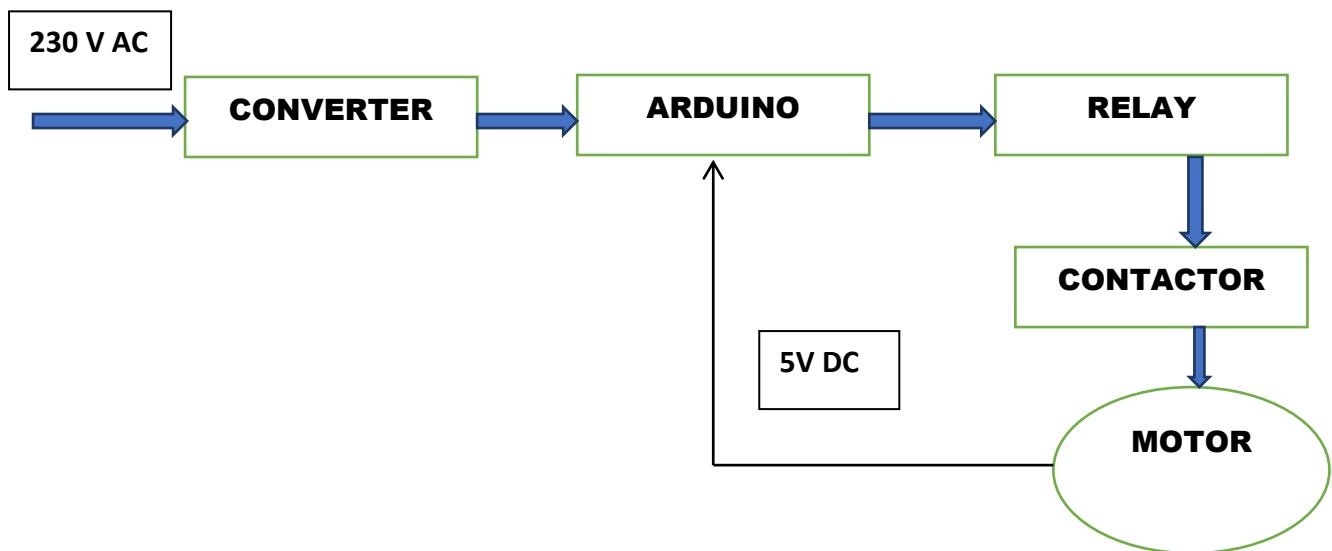 230 V AC
CONVERTER
ARDUINO
RELAY
CONTACTOR
5V DC
MOTOR